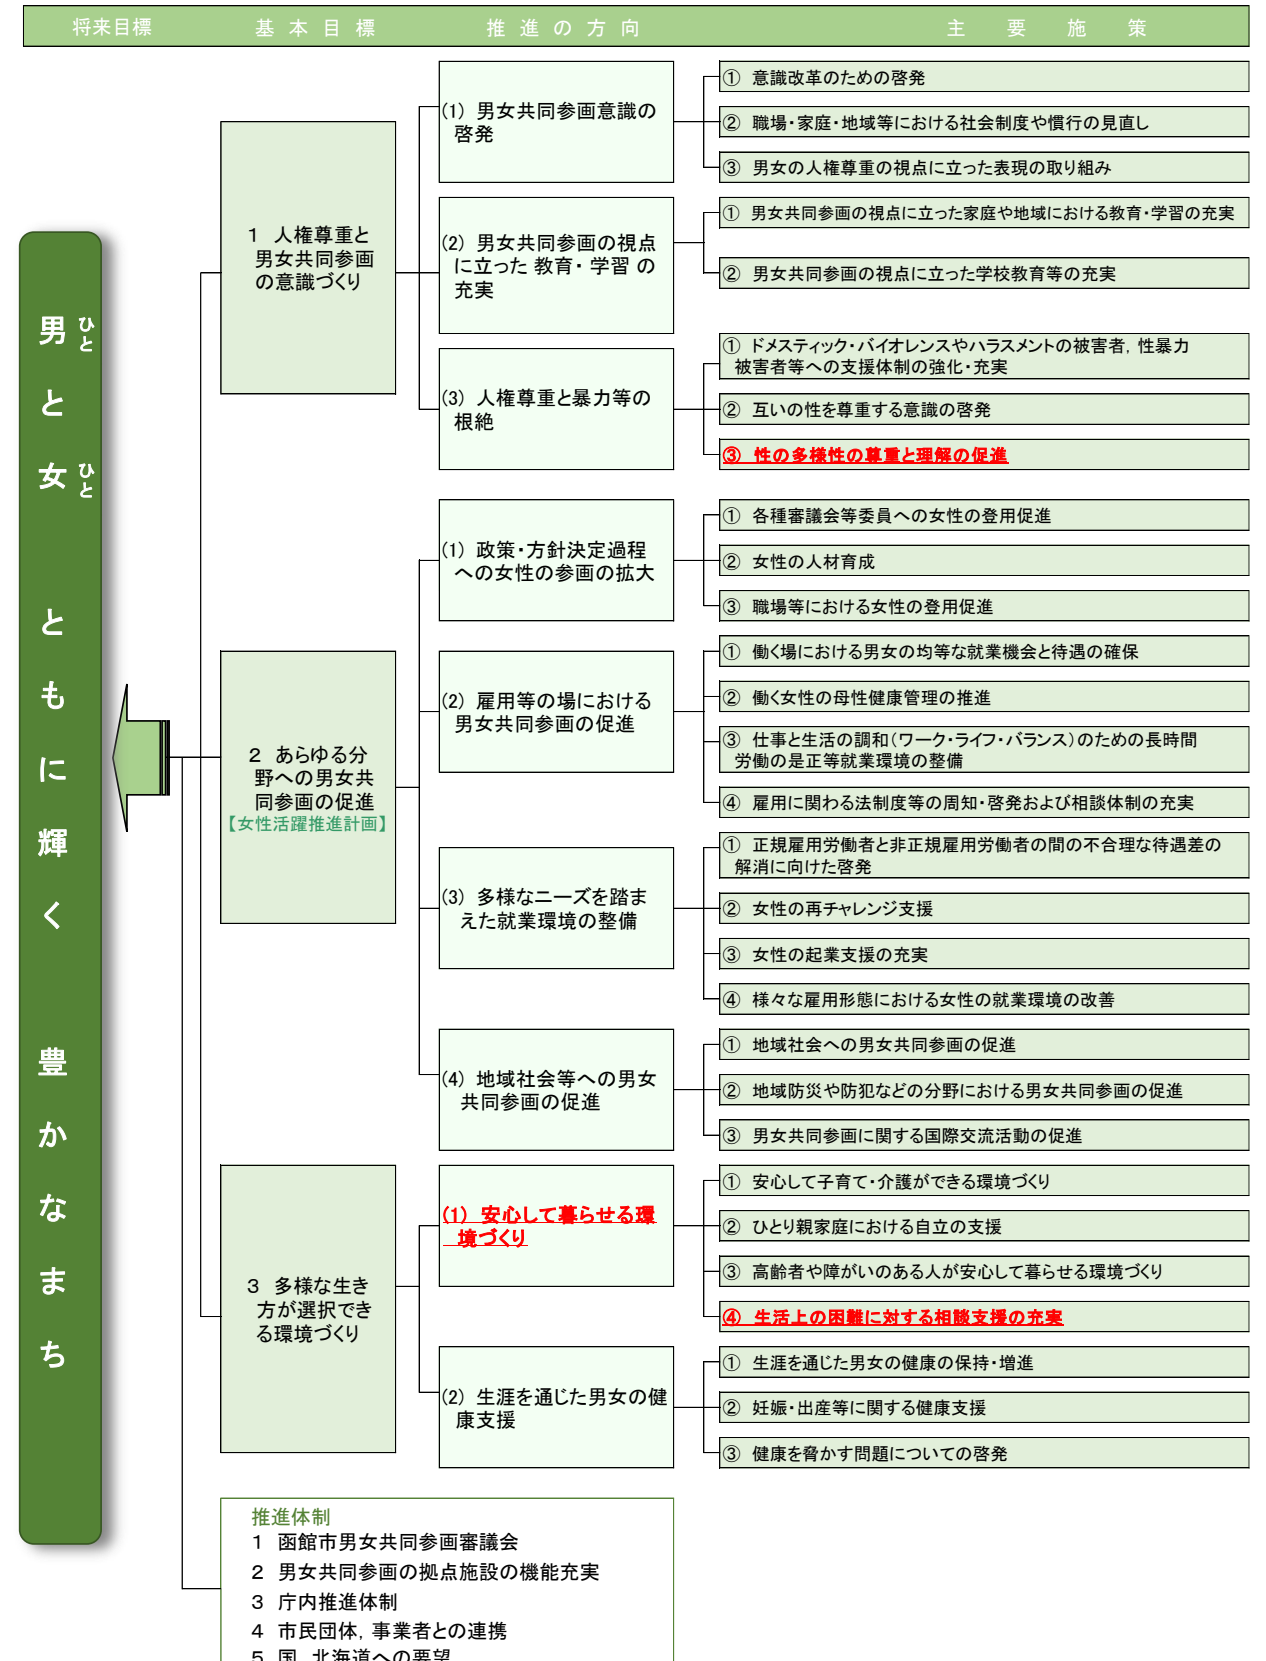 将来目標 基本目標 推進の方向 主要施策
男と女 ともに輝く 豊かなまち
ひと
ひと
1 人権尊重と
男女共同参画
の意識づくり
(1) 男女共同参画意識の
啓発
① 意識改革のための啓発
② 職場・家庭・地域等における社会制度や慣行の見直し
③ 男女の人権尊重の視点に立った表現の取り組み
(2) 男女共同参画の視点
に立った 教育・ 学習 の
充実
① 男女共同参画の視点に立った家庭や地域における教育・学習の充実
② 男女共同参画の視点に立った学校教育等の充実
(3) 人権尊重と暴力等の
根絶
① ドメスティック・バイオレンスやハラスメントの被害者, 性暴力
被害者等への支援体制の強化・充実
② 互いの性を尊重する意識の啓発
③ 性の多様性の尊重と理解の促進
2 あらゆる分
野への男女共
同参画の促進
【女性活躍推進計画】
(1) 政策・方針決定過程
への女性の参画の拡大
① 各種審議会等委員への女性の登用促進
② 女性の人材育成
③ 職場等における女性の登用促進
(2) 雇用等の場における
男女共同参画の促進
① 働く場における男女の均等な就業機会と待遇の確保
② 働く女性の母性健康管理の推進
③ 仕事と生活の調和(ワーク・ライフ・バランス)のための長時間
労働の是正等就業環境の整備
④ 雇用に関わる法制度等の周知・啓発および相談体制の充実
(3) 多様なニーズを踏ま
えた就業環境の整備
① 正規雇用労働者と非正規雇用労働者の間の不合理な待遇差の
解消に向けた啓発
② 女性の再チャレンジ支援
③ 女性の起業支援の充実
④ 様々な雇用形態における女性の就業環境の改善
(4) 地域社会等への男女
共同参画の促進
① 地域社会への男女共同参画の促進
② 地域防災や防犯などの分野における男女共同参画の促進
③ 男女共同参画に関する国際交流活動の促進
3 多様な生き
方が選択でき
る環境づくり
(1) 安心して暮らせる環
境づくり
① 安心して子育て・介護ができる環境づくり
② ひとり親家庭における自立の支援
③ 高齢者や障がいのある人が安心して暮らせる環境づくり
④ 生活上の困難に対する相談支援の充実
(2) 生涯を通じた男女の健
康支援
① 生涯を通じた男女の健康の保持・増進
② 妊娠・出産等に関する健康支援
③ 健康を脅かす問題についての啓発
推進体制
1 函館市男女共同参画審議会
2 男女共同参画の拠点施設の機能充実
3 庁内推進体制
4 市民団体, 事業者との連携
5 国, 北海道への要望